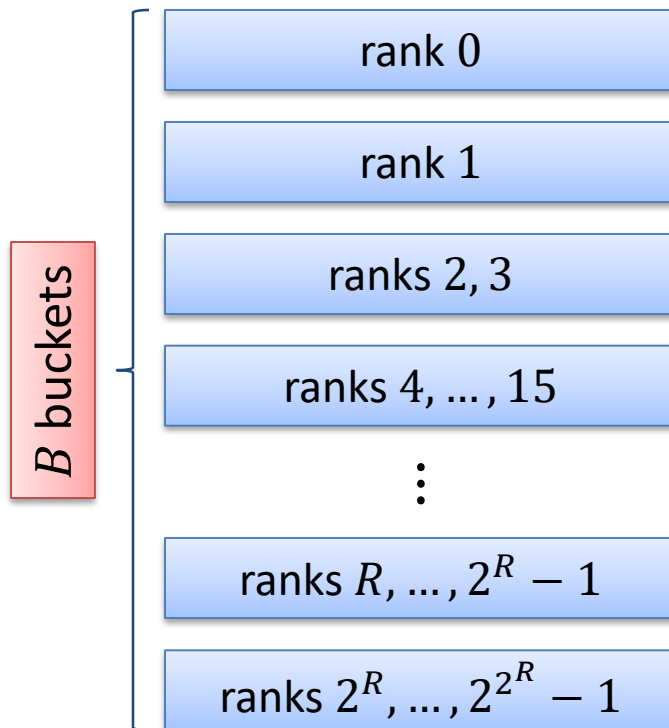 rank 0
rank 1
ranks 2, 3
B buckets
ranks 4, … , 15
⋮
ranks R, … , 2^R − 1
ranks 2^R, … , 2^{2^R} − 1